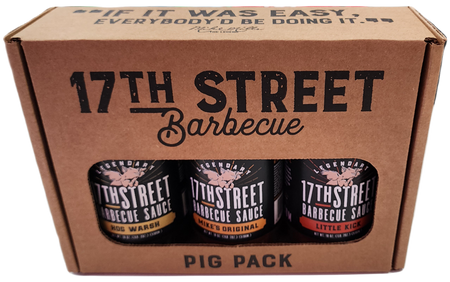 "IF IT WAS EASY,
EVERYBODY'D BE DOING IT."
17TH STREET
Barbecue
LEGENDARY
17TH STREET
BARBECUE SAUCE
HOG WARSH
LEGENDARY
17TH STREET
BARBECUE SAUCE
MIKE'S ORIGINAL
LEGENDARY
17TH STREET
BARBECUE SAUCE
LITTLE KICK
PIG PACK